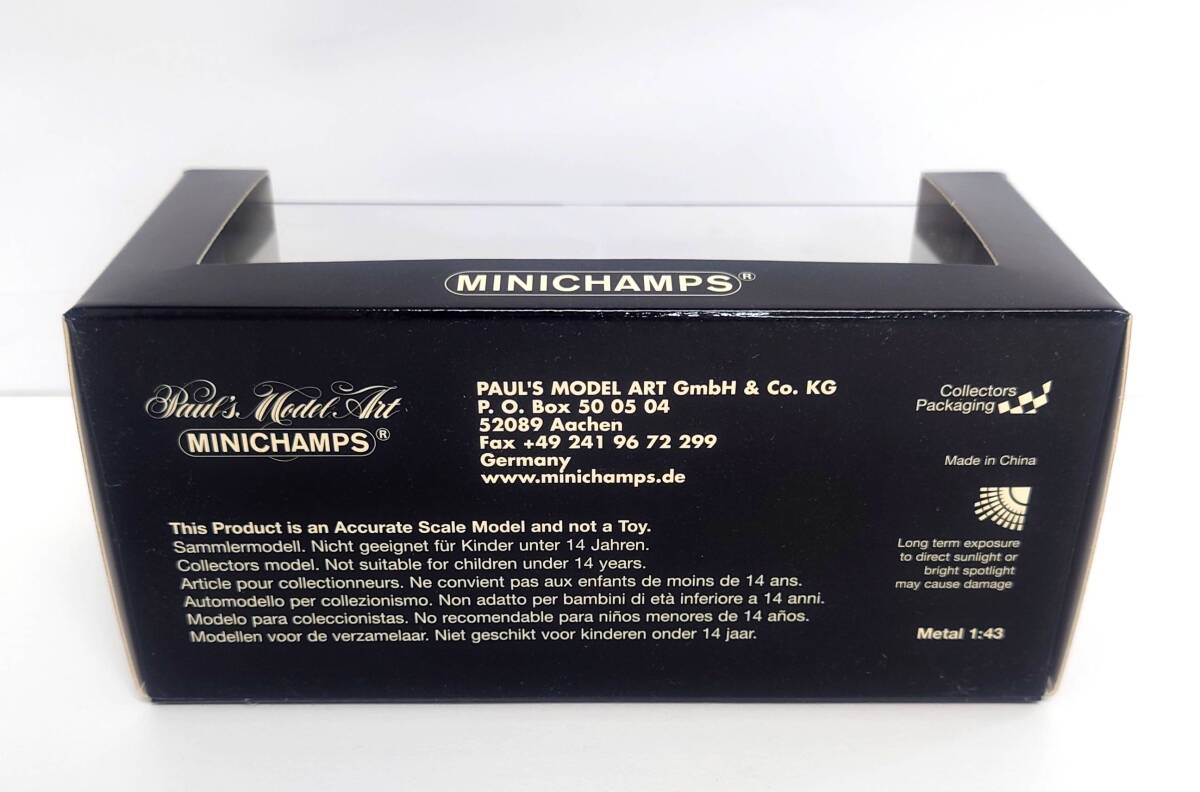 MINICHAMPS®
Paul's Model Art
MINICHAMPS®
PAUL'S MODEL ART GmbH & Co. KG
P. O. Box 50 05 04
52089 Aachen
Fax +49 241 96 72 299
Germany
www.minichamps.de
Collectors
Packaging
Made in China
Long term exposure
to direct sunlight or
bright spotlight
may cause damage
Metal 1:43
This Product is an Accurate Scale Model and not a Toy.
Sammlermodell. Nicht geeignet für Kinder unter 14 Jahren.
Collectors model. Not suitable for children under 14 years.
Article pour collectionneurs. Ne convient pas aux enfants de moins de 14 ans.
Automodello per collezionismo. Non adatto per bambini di età inferiore a 14 anni.
Modelo para coleccionistas. No recomendable para niños menores de 14 años.
Modellen voor de verzamelaar. Niet geschikt voor kinderen onder 14 jaar.